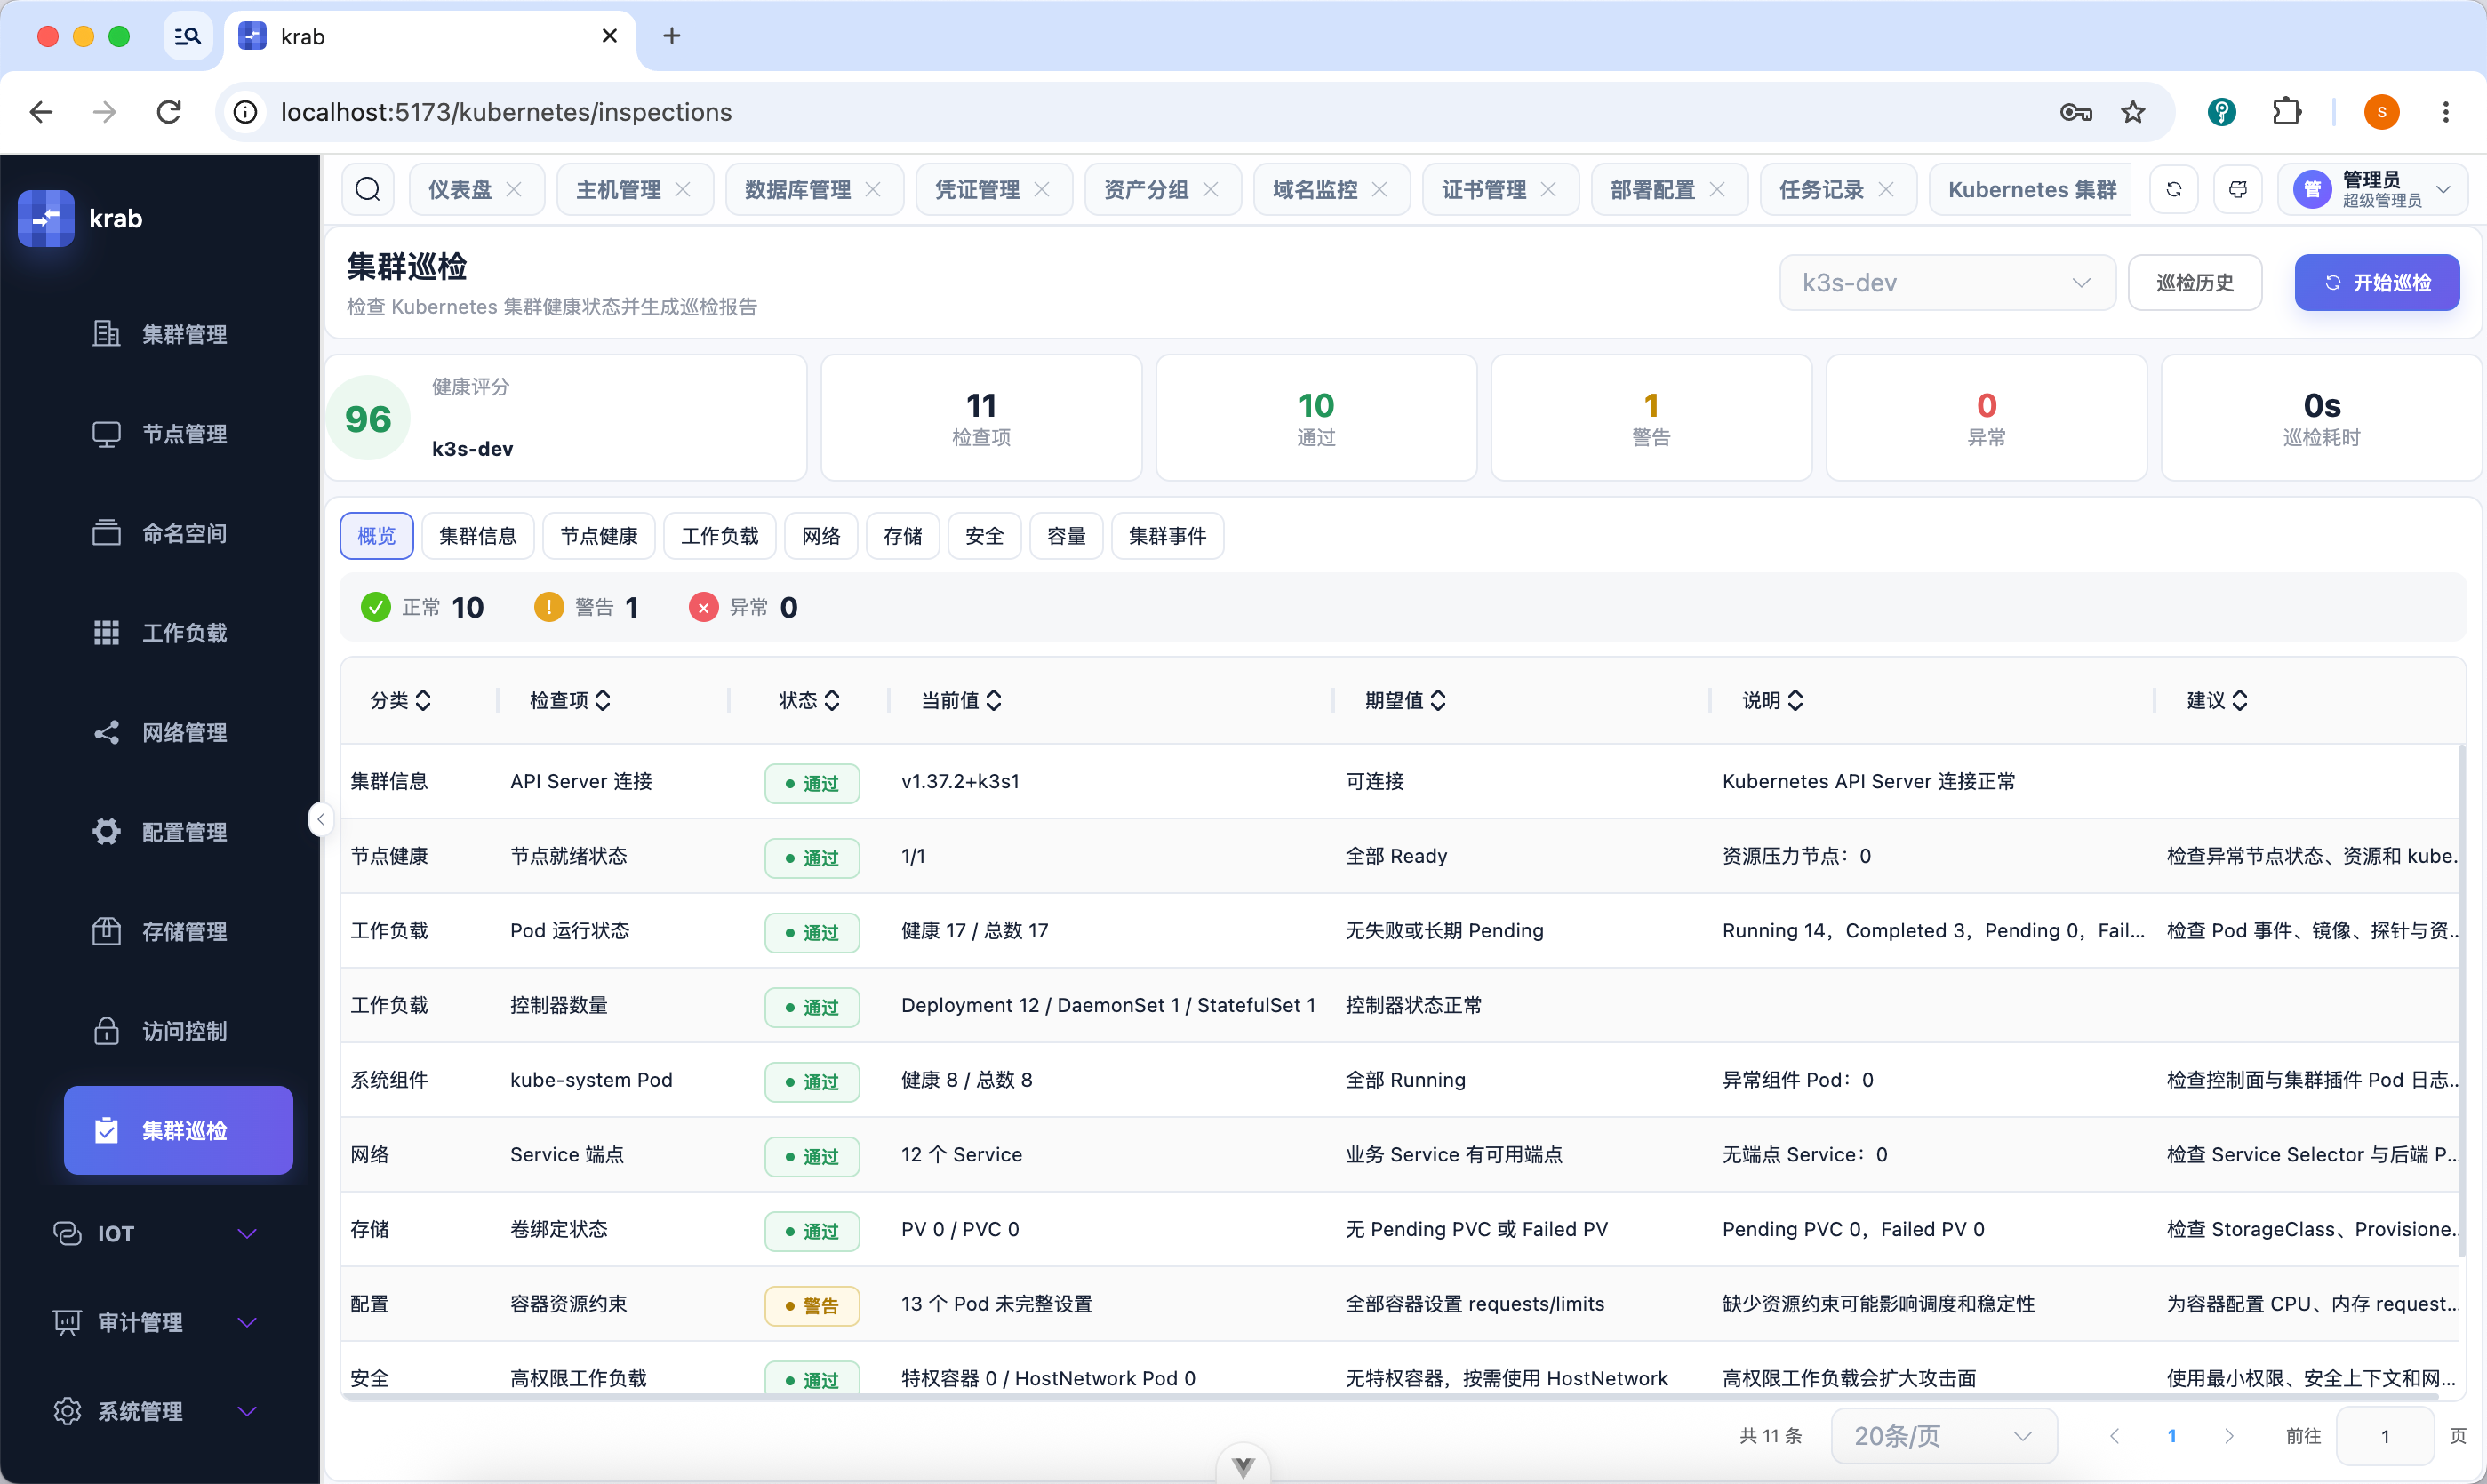 krab
localhost:5173/kubernetes/inspections
S
krab
仪表盘
主机管理
数据库管理
凭证管理
资产分组
域名监控
证书管理
部署配置
任务记录
Kubernetes 集群
管
管理员
超级管理员
集群管理
节点管理
命名空间
工作负载
网络管理
配置管理
存储管理
访问控制
集群巡检
IOT
审计管理
系统管理
集群巡检
检查 Kubernetes 集群健康状态并生成巡检报告
k3s-dev
巡检历史
开始巡检
96
健康评分
k3s-dev
11
检查项
10
通过
1
警告
0
异常
0s
巡检耗时
概览 集群信息 节点健康 工作负载 网络 存储 安全 容量 集群事件
正常 10 警告 1 异常 0
分类 检查项 状态 当前值 期望值 说明 建议
集群信息 API Server 连接 通过 v1.37.2+k3s1 可连接 Kubernetes API Server 连接正常
节点健康 节点就绪状态 通过 1/1 全部 Ready 资源压力节点：0 检查异常节点状态、资源和 kube...
工作负载 Pod 运行状态 通过 健康 17 / 总数 17 无失败或长期 Pending Running 14，Completed 3，Pending 0，Fail... 检查 Pod 事件、镜像、探针与资...
工作负载 控制器数量 通过 Deployment 12 / DaemonSet 1 / StatefulSet 1 控制器状态正常
系统组件 kube-system Pod 通过 健康 8 / 总数 8 全部 Running 异常组件 Pod：0 检查控制面与集群插件 Pod 日志...
网络 Service 端点 通过 12 个 Service 业务 Service 有可用端点 无端点 Service：0 检查 Service Selector 与后端 P...
存储 卷绑定状态 通过 PV 0 / PVC 0 无 Pending PVC 或 Failed PV Pending PVC 0，Failed PV 0 检查 StorageClass、Provisione...
配置 容器资源约束 警告 13 个 Pod 未完整设置 全部容器设置 requests/limits 缺少资源约束可能影响调度和稳定性 为容器配置 CPU、内存 request...
安全 高权限工作负载 通过 特权容器 0 / HostNetwork Pod 0 无特权容器，按需使用 HostNetwork 高权限工作负载会扩大攻击面 使用最小权限、安全上下文和网...
共 11 条 20条/页 1 前往 1 页